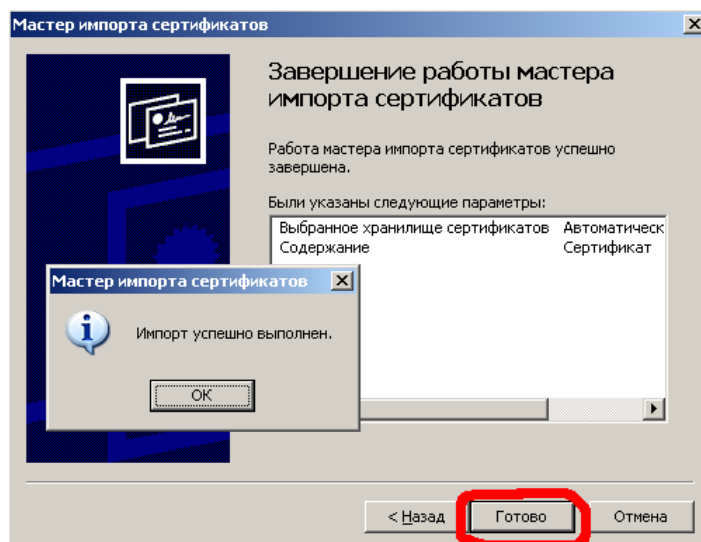 Мастер импорта сертификатов
Завершение работы мастера
импорта сертификатов
Работа мастера импорта сертификатов успешно
завершена.
Были указаны следующие параметры:
Выбранное хранилище сертификатов Автоматическ
Содержание Сертификат
Мастер импорта сертификатов
Импорт успешно выполнен.
ОК
< Назад Готово Отмена